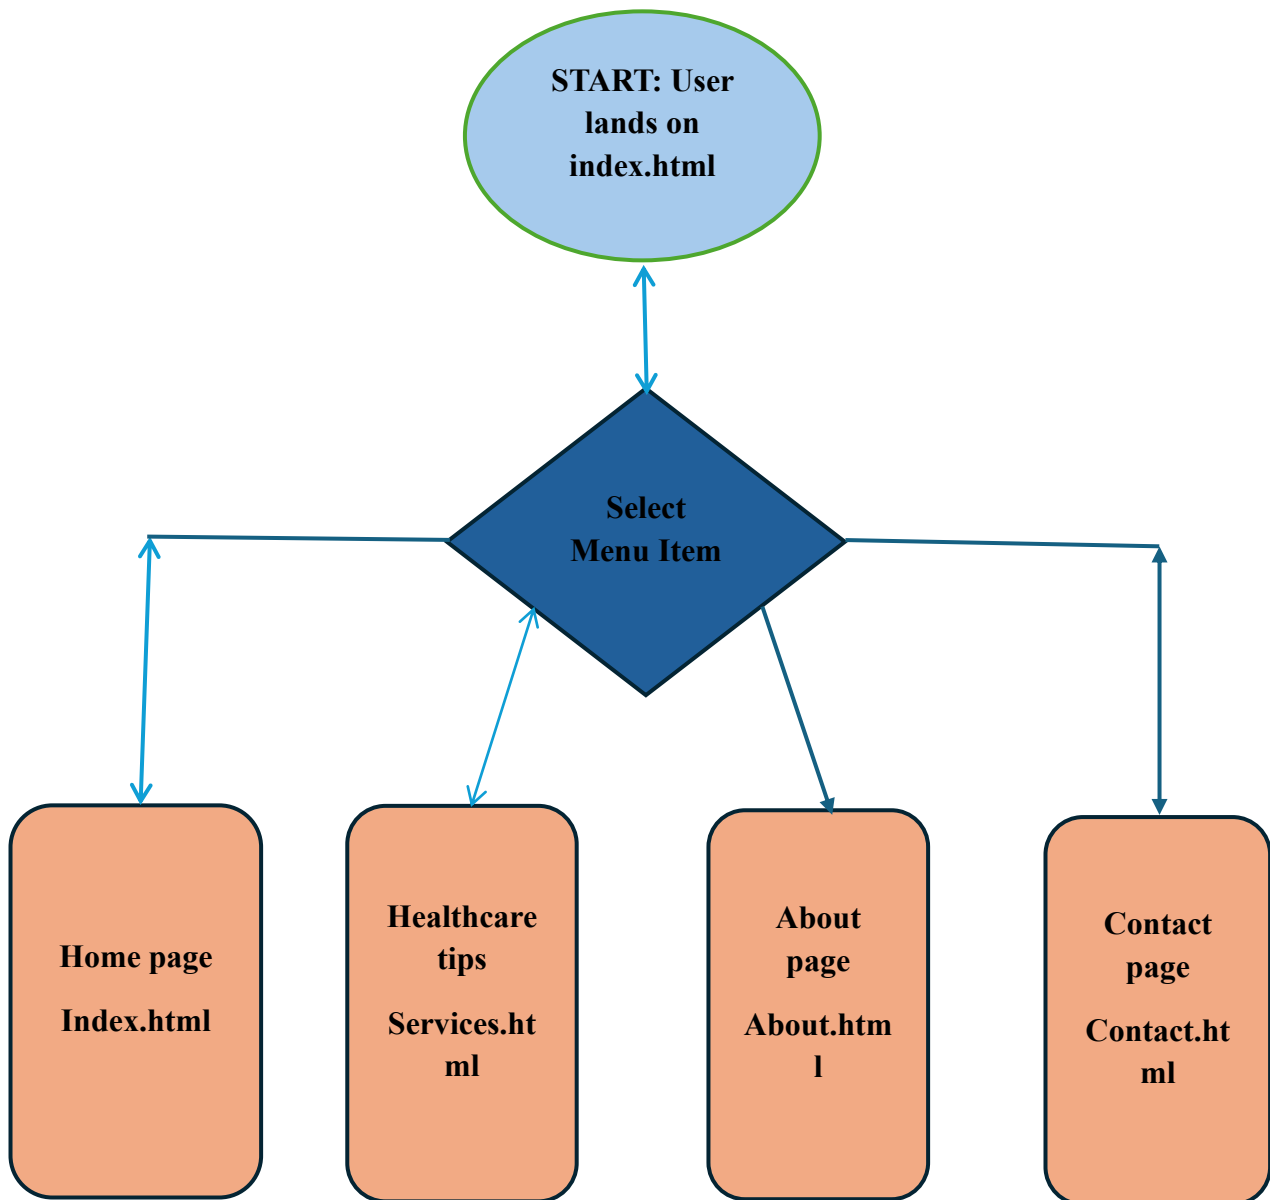 START: User
lands on
index.html
Select
Menu Item
Home page
Index.html
Healthcare
tips
Services.ht
ml
About
page
About.htm
l
Contact
page
Contact.ht
ml